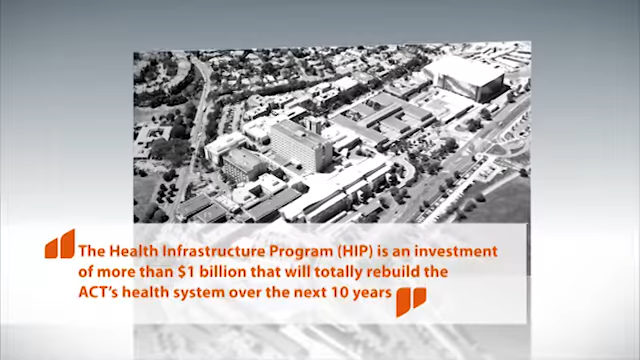 The Health Infrastructure Program (HIP) is an investment
of more than $1 billion that will totally rebuild the
ACT's health system over the next 10 years